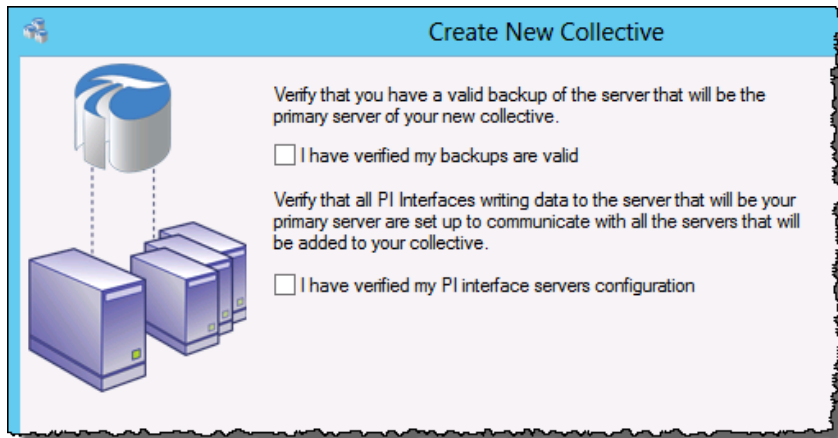 Create New Collective
Verify that you have a valid backup of the server that will be the
primary server of your new collective.
I have verified my backups are valid
Verify that all PI Interfaces writing data to the server that will be your
primary server are set up to communicate with all the servers that will
be added to your collective.
I have verified my PI interface servers configuration